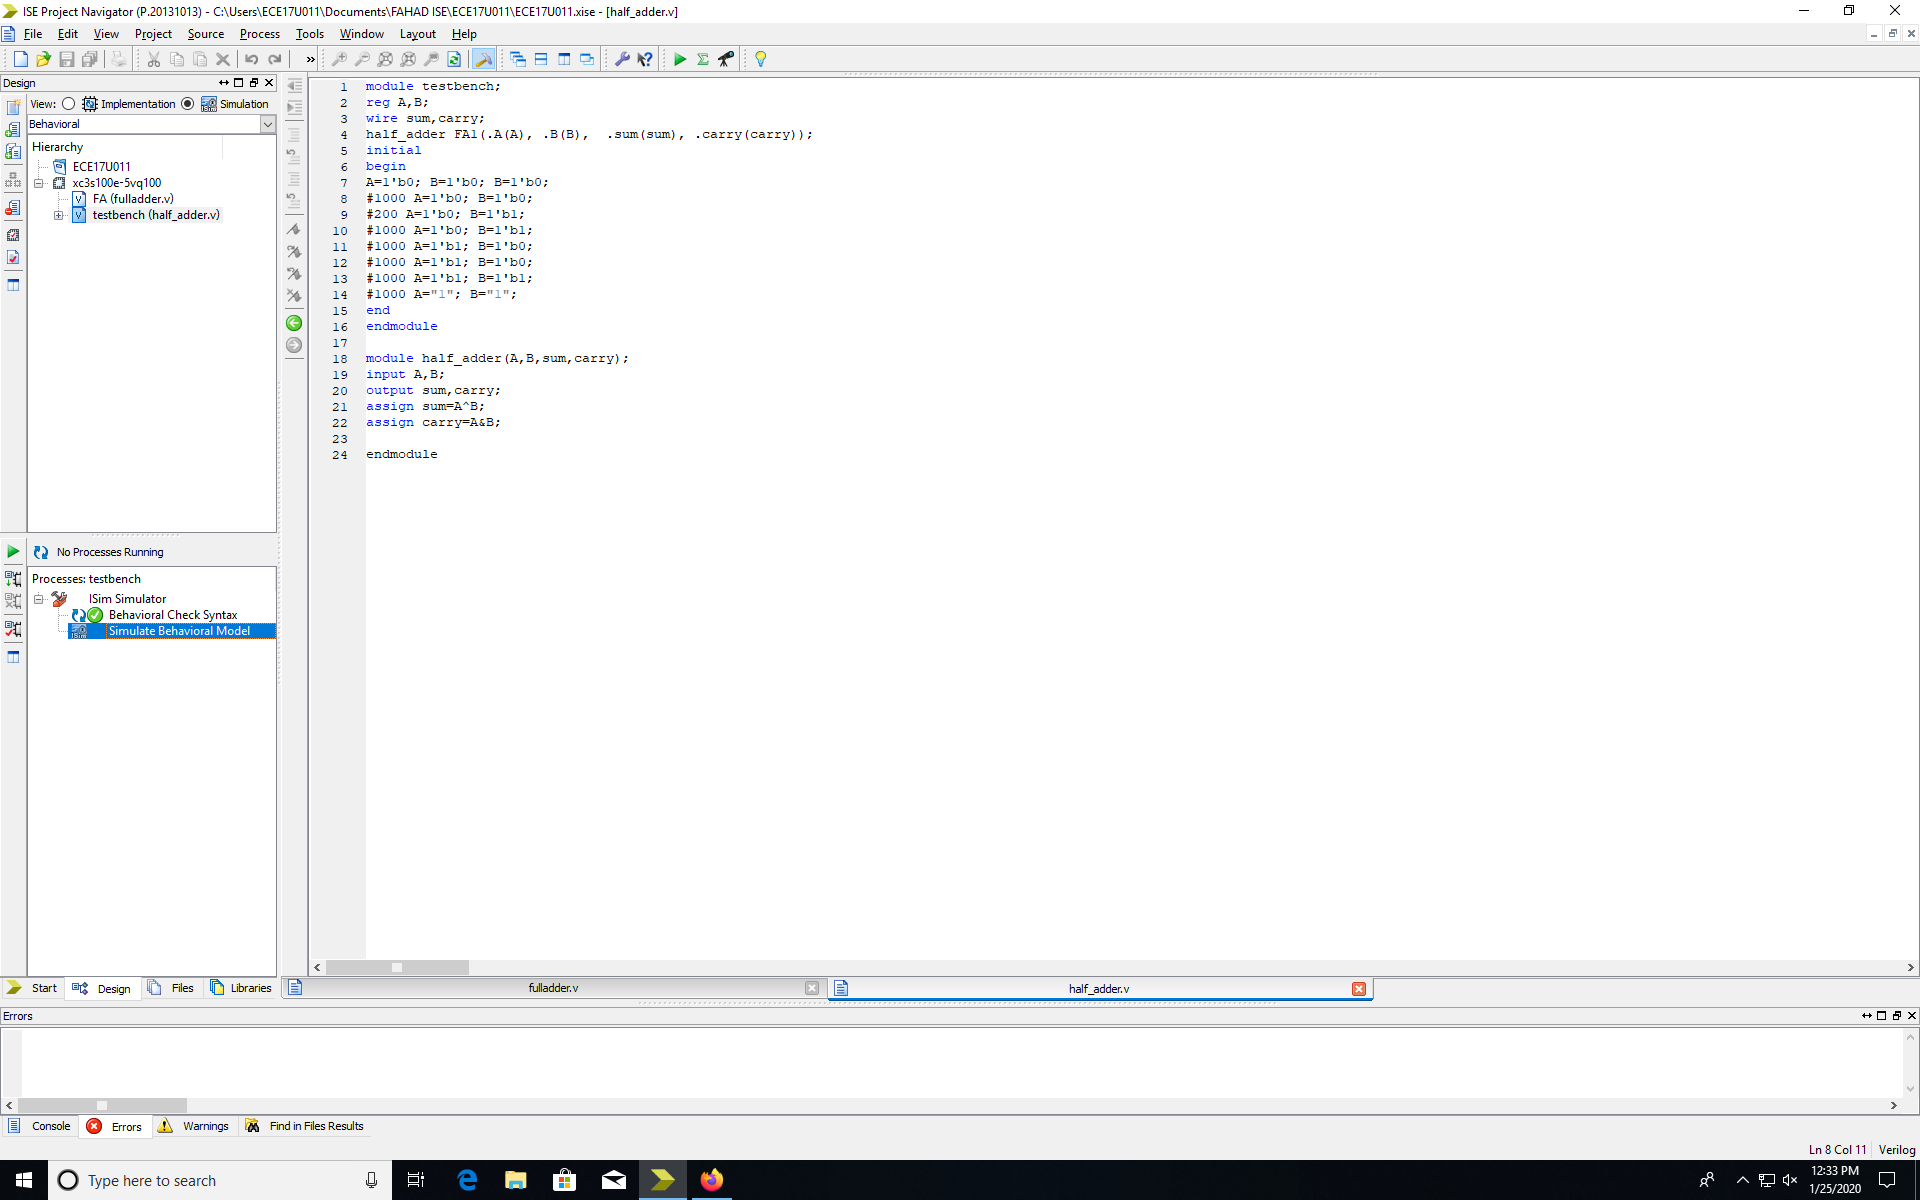 ISE Project Navigator (P.20131013) - C:\Users\ECE17U011\Documents\FAHAD ISE\ECE17U011\ECE17U011.xise - [half_adder.v]
File Edit View Project Source Process Tools Window Layout Help
Design
View: Implementation Simulation
Behavioral
Hierarchy
ECE17U011
xc3s100e-5vq100
FA (fulladder.v)
testbench (half_adder.v)
No Processes Running
Processes: testbench
ISim Simulator
Behavioral Check Syntax
Simulate Behavioral Model
Start Design Files Libraries
1 module testbench;
2 reg A,B;
3 wire sum,carry;
4 half_adder FA1(.A(A), .B(B),  .sum(sum), .carry(carry));
5 initial
6 begin
7 A=1'b0; B=1'b0; B=1'b0;
8 #1000 A=1'b0; B=1'b0;
9 #200 A=1'b0; B=1'b1;
10 #1000 A=1'b0; B=1'b1;
11 #1000 A=1'b1; B=1'b0;
12 #1000 A=1'b1; B=1'b0;
13 #1000 A=1'b1; B=1'b1;
14 #1000 A="1"; B="1";
15 end
16 endmodule
17
18 module half_adder(A,B,sum,carry);
19 input A,B;
20 output sum,carry;
21 assign sum=A^B;
22 assign carry=A&B;
23
24 endmodule
fulladder.v half_adder.v
Errors
Console Errors Warnings Find in Files Results
Ln 8 Col 11 Verilog
Type here to search
12:33 PM
1/25/2020